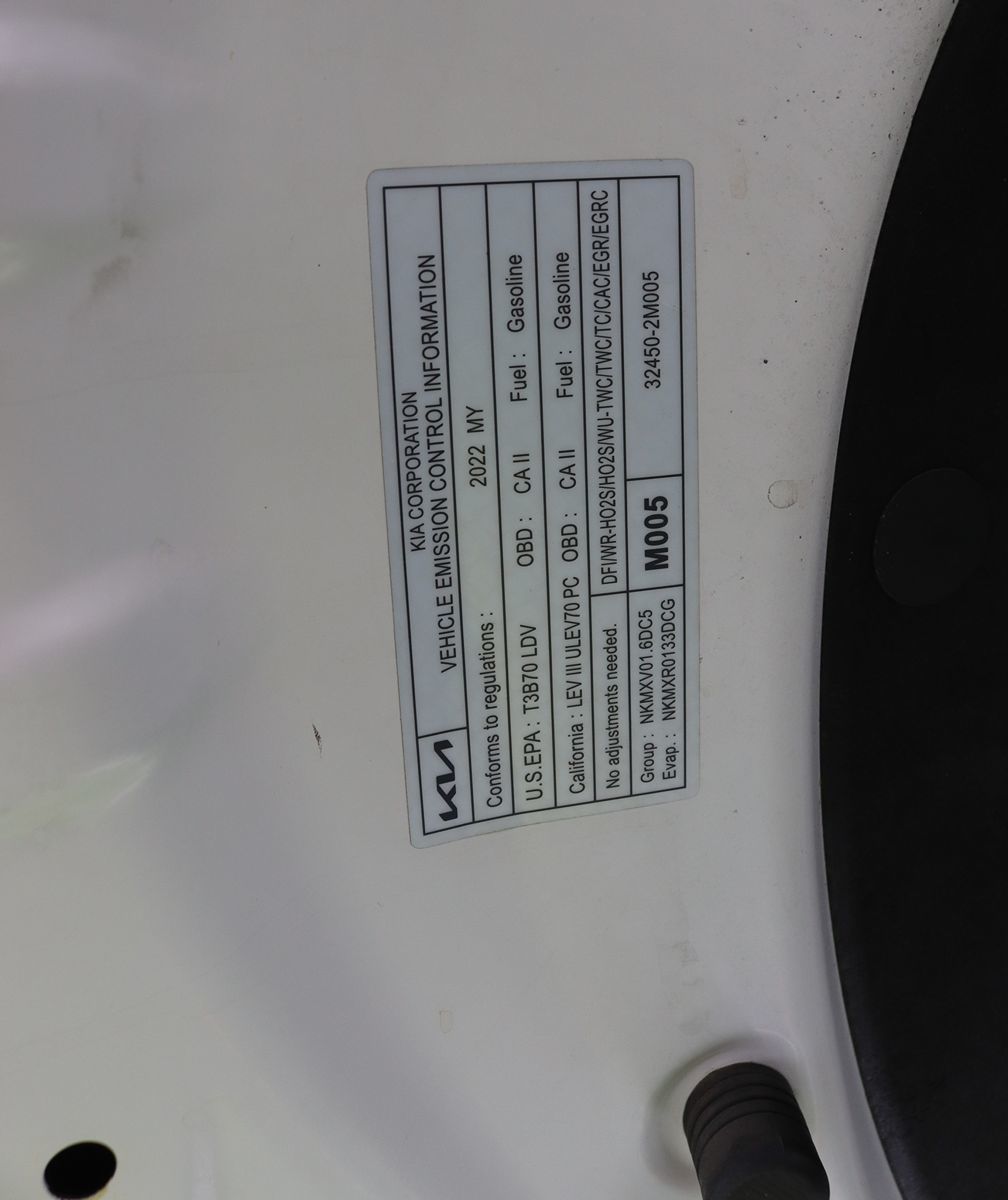 KIA
KIA CORPORATION
VEHICLE EMISSION CONTROL INFORMATION
Conforms to regulations : 2022 MY
U.S.EPA : T3B70 LDV OBD : CA II Fuel : Gasoline
California : LEV III ULEV70 PC OBD : CA II Fuel : Gasoline
No adjustments needed. DFI/WR-HO2S/HO2S/WU-TWC/TWC/TC/CAC/EGR/EGRC
Group : NKMXV01.6DC5
Evap. : NKMXR0133DCG
M005
32450-2M005